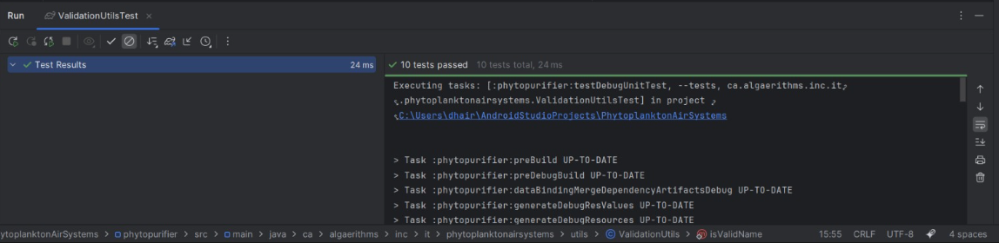 Run ValidationUtilsTest
Test Results 24 ms
10 tests passed 10 tests total, 24 ms
Executing tasks: [:phytopurifier:testDebugUnitTest, --tests, ca.algaerithms.inc.it
.phytoplanktonairsystems.ValidationUtilsTest] in project
C:\Users\dhair\AndroidStudioProjects\PhytoplanktonAirSystems
> Task :phytopurifier:preBuild UP-TO-DATE
> Task :phytopurifier:preDebugBuild UP-TO-DATE
> Task :phytopurifier:dataBindingMergeDependencyArtifactsDebug UP-TO-DATE
> Task :phytopurifier:generateDebugResValues UP-TO-DATE
> Task :phytopurifier:generateDebugResources UP-TO-DATE
ytoplanktonAirSystems > phytopurifier > src > main > java > ca > algaerithms > inc > it > phytoplanktonairsystems > utils > ValidationUtils > isValidName 15:55 CRLF UTF-8 4 spaces